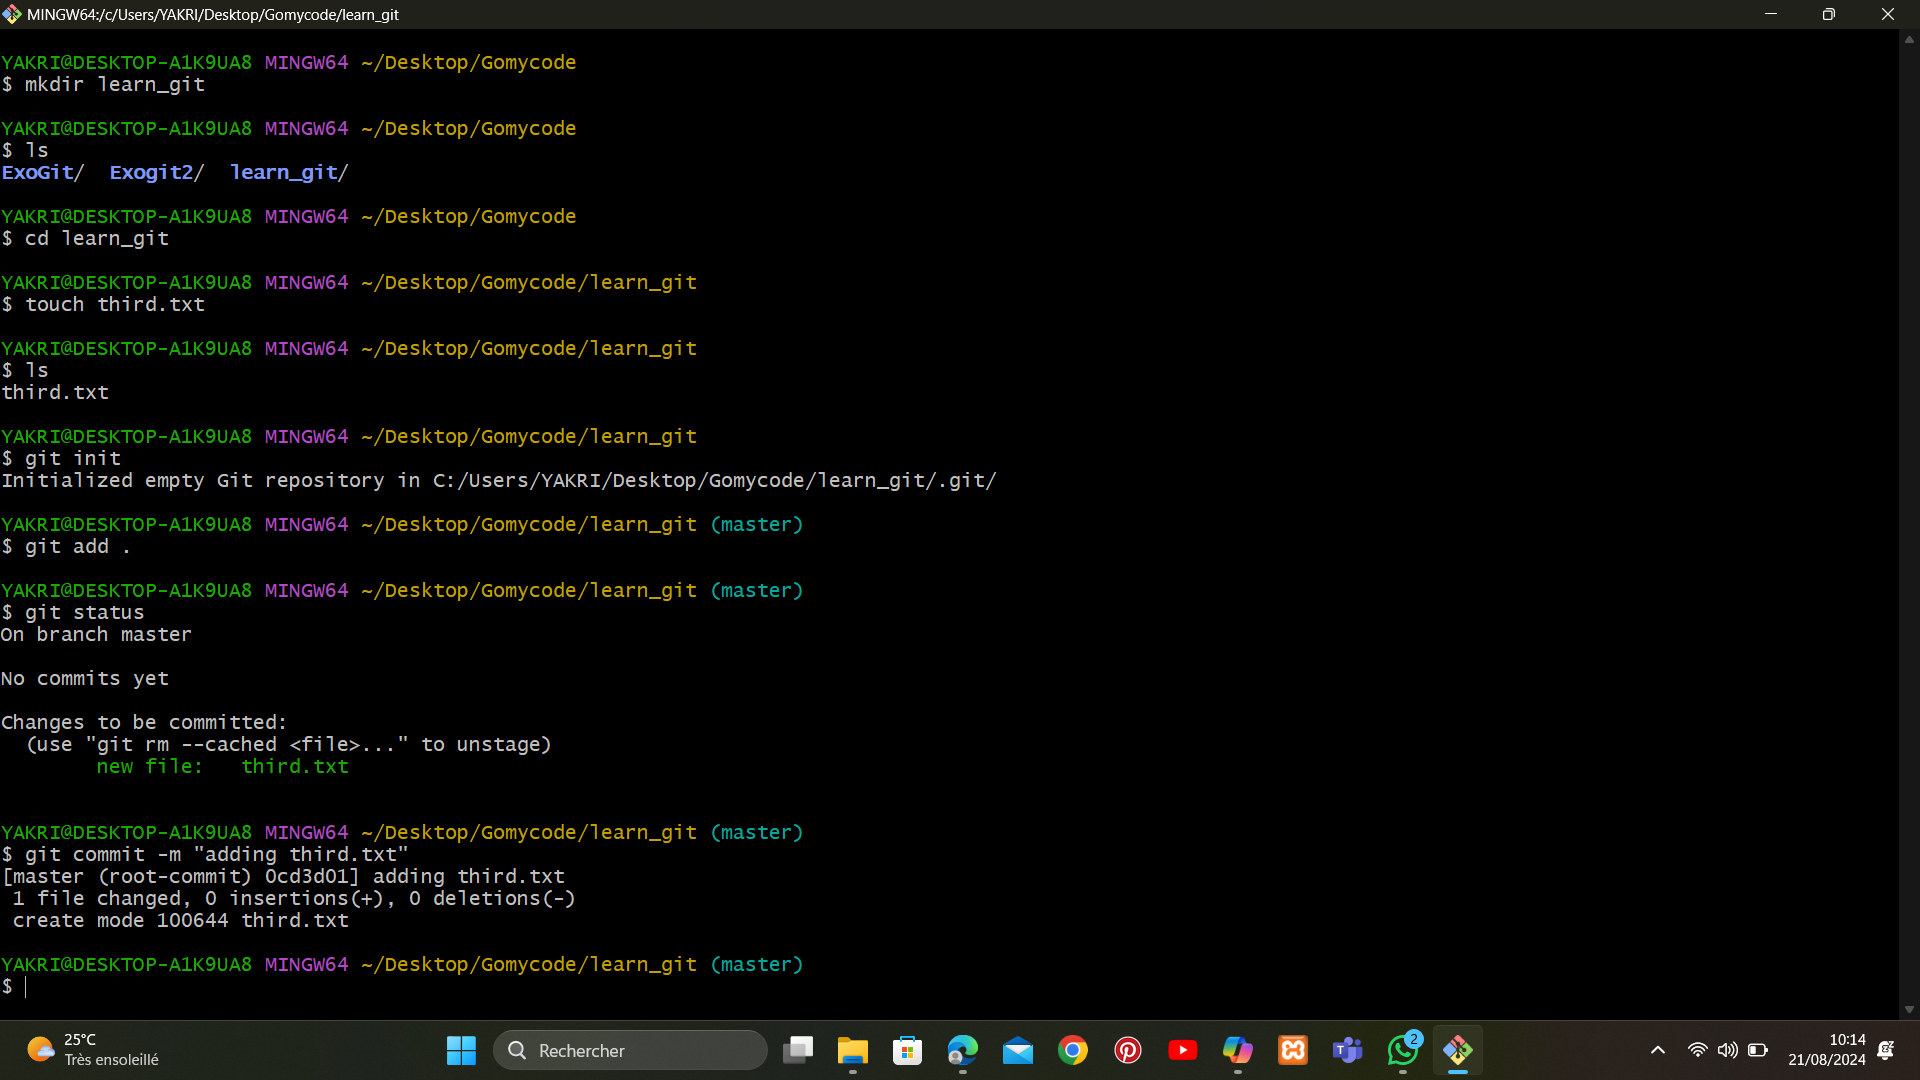 MINGW64:/c/Users/YAKRI/Desktop/Gomycode/learn_git
YAKRI@DESKTOP-A1K9UA8 MINGW64 ~/Desktop/Gomycode
$ mkdir learn_git
YAKRI@DESKTOP-A1K9UA8 MINGW64 ~/Desktop/Gomycode
$ ls
ExoGit/  Exogit2/  learn_git/
YAKRI@DESKTOP-A1K9UA8 MINGW64 ~/Desktop/Gomycode
$ cd learn_git
YAKRI@DESKTOP-A1K9UA8 MINGW64 ~/Desktop/Gomycode/learn_git
$ touch third.txt
YAKRI@DESKTOP-A1K9UA8 MINGW64 ~/Desktop/Gomycode/learn_git
$ ls
third.txt
YAKRI@DESKTOP-A1K9UA8 MINGW64 ~/Desktop/Gomycode/learn_git
$ git init
Initialized empty Git repository in C:/Users/YAKRI/Desktop/Gomycode/learn_git/.git/
YAKRI@DESKTOP-A1K9UA8 MINGW64 ~/Desktop/Gomycode/learn_git (master)
$ git add .
YAKRI@DESKTOP-A1K9UA8 MINGW64 ~/Desktop/Gomycode/learn_git (master)
$ git status
On branch master
No commits yet
Changes to be committed:
  (use "git rm --cached <file>..." to unstage)
        new file:   third.txt
YAKRI@DESKTOP-A1K9UA8 MINGW64 ~/Desktop/Gomycode/learn_git (master)
$ git commit -m "adding third.txt"
[master (root-commit) 0cd3d01] adding third.txt
 1 file changed, 0 insertions(+), 0 deletions(-)
 create mode 100644 third.txt
YAKRI@DESKTOP-A1K9UA8 MINGW64 ~/Desktop/Gomycode/learn_git (master)
$
25°C
Très ensoleillé
Rechercher
2
10:14
21/08/2024